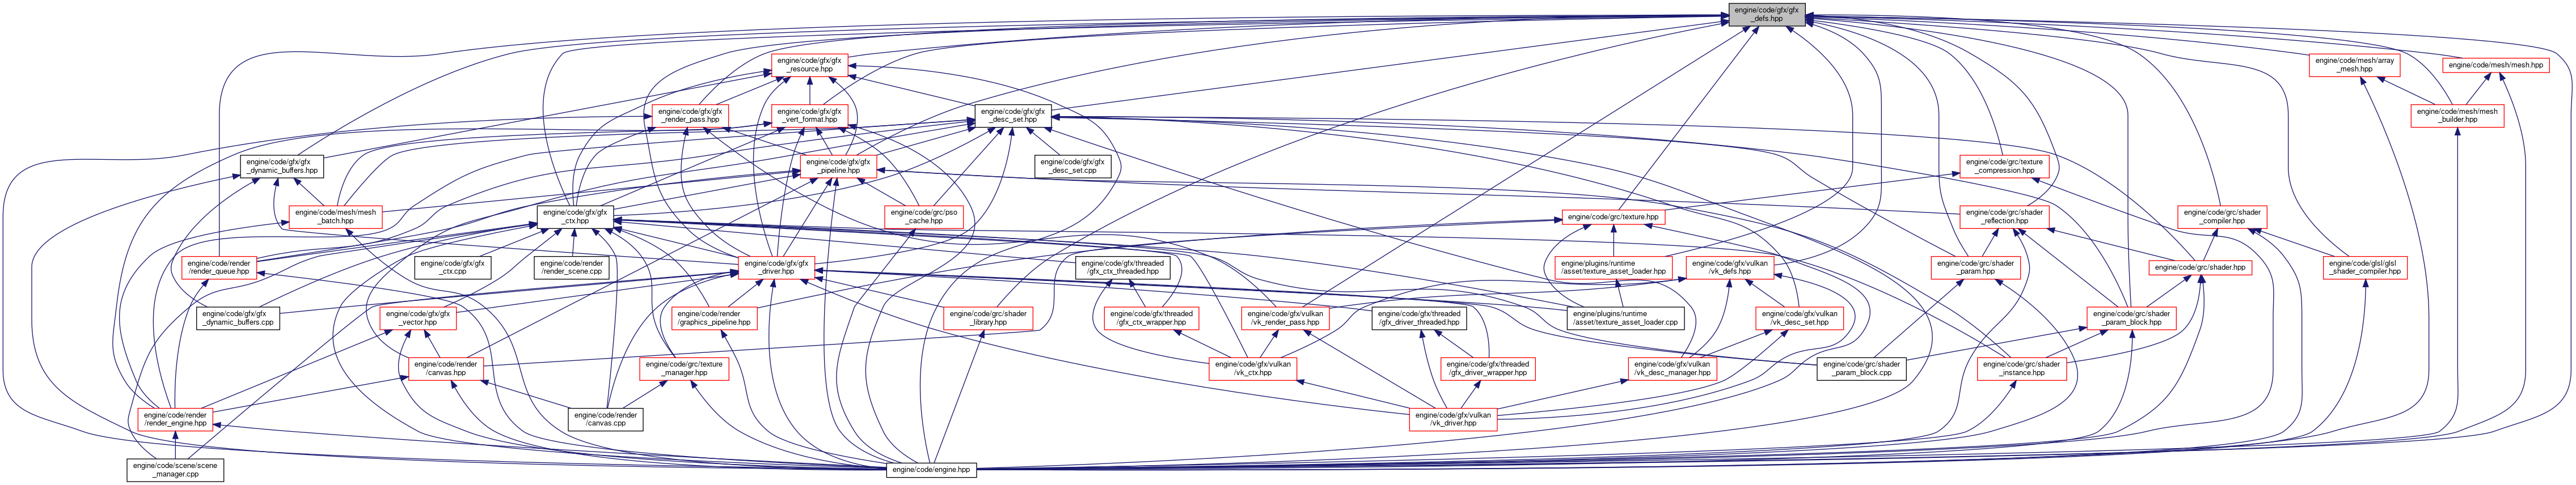 engine/code/gfx/gfx
_defs.hpp
engine/code/gfx/gfx
_resource.hpp
engine/code/mesh/array
_mesh.hpp
engine/code/mesh/mesh.hpp
engine/code/gfx/gfx
_render_pass.hpp
engine/code/gfx/gfx
_vert_format.hpp
engine/code/gfx/gfx
_desc_set.hpp
engine/code/mesh/mesh
_builder.hpp
engine/code/gfx/gfx
_dynamic_buffers.hpp
engine/code/gfx/gfx
_pipeline.hpp
engine/code/gfx/gfx
_desc_set.cpp
engine/code/grc/texture
_compression.hpp
engine/code/mesh/mesh
_batch.hpp
engine/code/gfx/gfx
_ctx.hpp
engine/code/grc/pso
_cache.hpp
engine/code/grc/texture.hpp
engine/code/grc/shader
_reflection.hpp
engine/code/grc/shader
_compiler.hpp
engine/code/render
/render_queue.hpp
engine/code/gfx/gfx
_ctx.cpp
engine/code/render
/render_scene.cpp
engine/code/gfx/gfx
_driver.hpp
engine/code/gfx/threaded
/gfx_ctx_threaded.hpp
engine/plugins/runtime
/asset/texture_asset_loader.hpp
engine/code/gfx/vulkan
/vk_defs.hpp
engine/code/grc/shader
_param.hpp
engine/code/grc/shader.hpp
engine/code/glsl/glsl
_shader_compiler.hpp
engine/code/gfx/gfx
_dynamic_buffers.cpp
engine/code/gfx/gfx
_vector.hpp
engine/code/render
/graphics_pipeline.hpp
engine/code/grc/shader
_library.hpp
engine/code/gfx/threaded
/gfx_ctx_wrapper.hpp
engine/code/gfx/vulkan
/vk_render_pass.hpp
engine/code/gfx/threaded
/gfx_driver_threaded.hpp
engine/plugins/runtime
/asset/texture_asset_loader.cpp
engine/code/gfx/vulkan
/vk_desc_set.hpp
engine/code/grc/shader
_param_block.hpp
engine/code/render
/canvas.hpp
engine/code/grc/texture
_manager.hpp
engine/code/gfx/vulkan
/vk_ctx.hpp
engine/code/gfx/threaded
/gfx_driver_wrapper.hpp
engine/code/gfx/vulkan
/vk_desc_manager.hpp
engine/code/grc/shader
_param_block.cpp
engine/code/grc/shader
_instance.hpp
engine/code/render
/render_engine.hpp
engine/code/render
/canvas.cpp
engine/code/gfx/vulkan
/vk_driver.hpp
engine/code/scene/scene
_manager.cpp
engine/code/engine.hpp